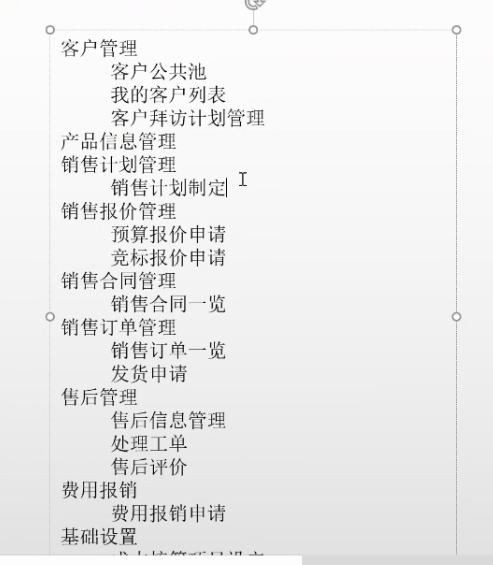 客户管理
客户公共池
我的客户列表
客户拜访计划管理
产品信息管理
销售计划管理
销售计划制定
销售报价管理
预算报价申请
竞标报价申请
销售合同管理
销售合同一览
销售订单管理
销售订单一览
发货申请
售后管理
售后信息管理
处理工单
售后评价
费用报销
费用报销申请
基础设置